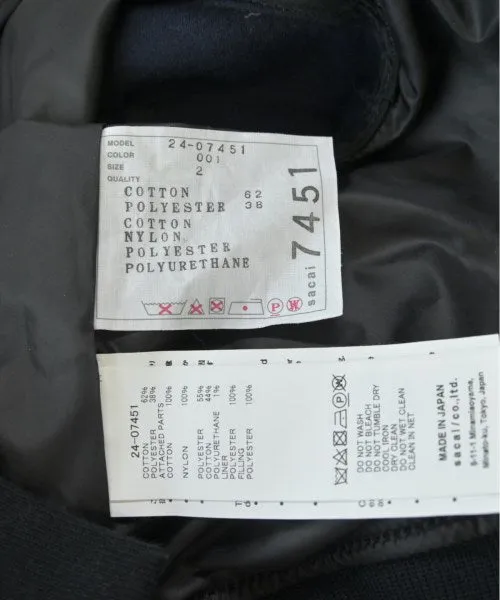 MODEL 24-07451
COLOR 001
SIZE 2
QUALITY
COTTON 62
POLYESTER 38
COTTON
NYLON
POLYESTER
POLYURETHANE
sacai 7451
24-07451
COTTON 62%
POLYESTER 38%
ATTACHED PARTS
COTTON 100%
NYLON 100%
POLYESTER 55%
COTTON 44%
POLYURETHANE 1%
LINER
POLYESTER 100%
FILLING
POLYESTER 100%
DO NOT WASH
DO NOT BLEACH
DO NOT TUMBLE DRY
COOL IRON
DRY CLEAN
DO NOT WET CLEAN
CLEAN IN NET
MADE IN JAPAN
sacai/co.,ltd.
Minato-ku, Tokyo, Japan